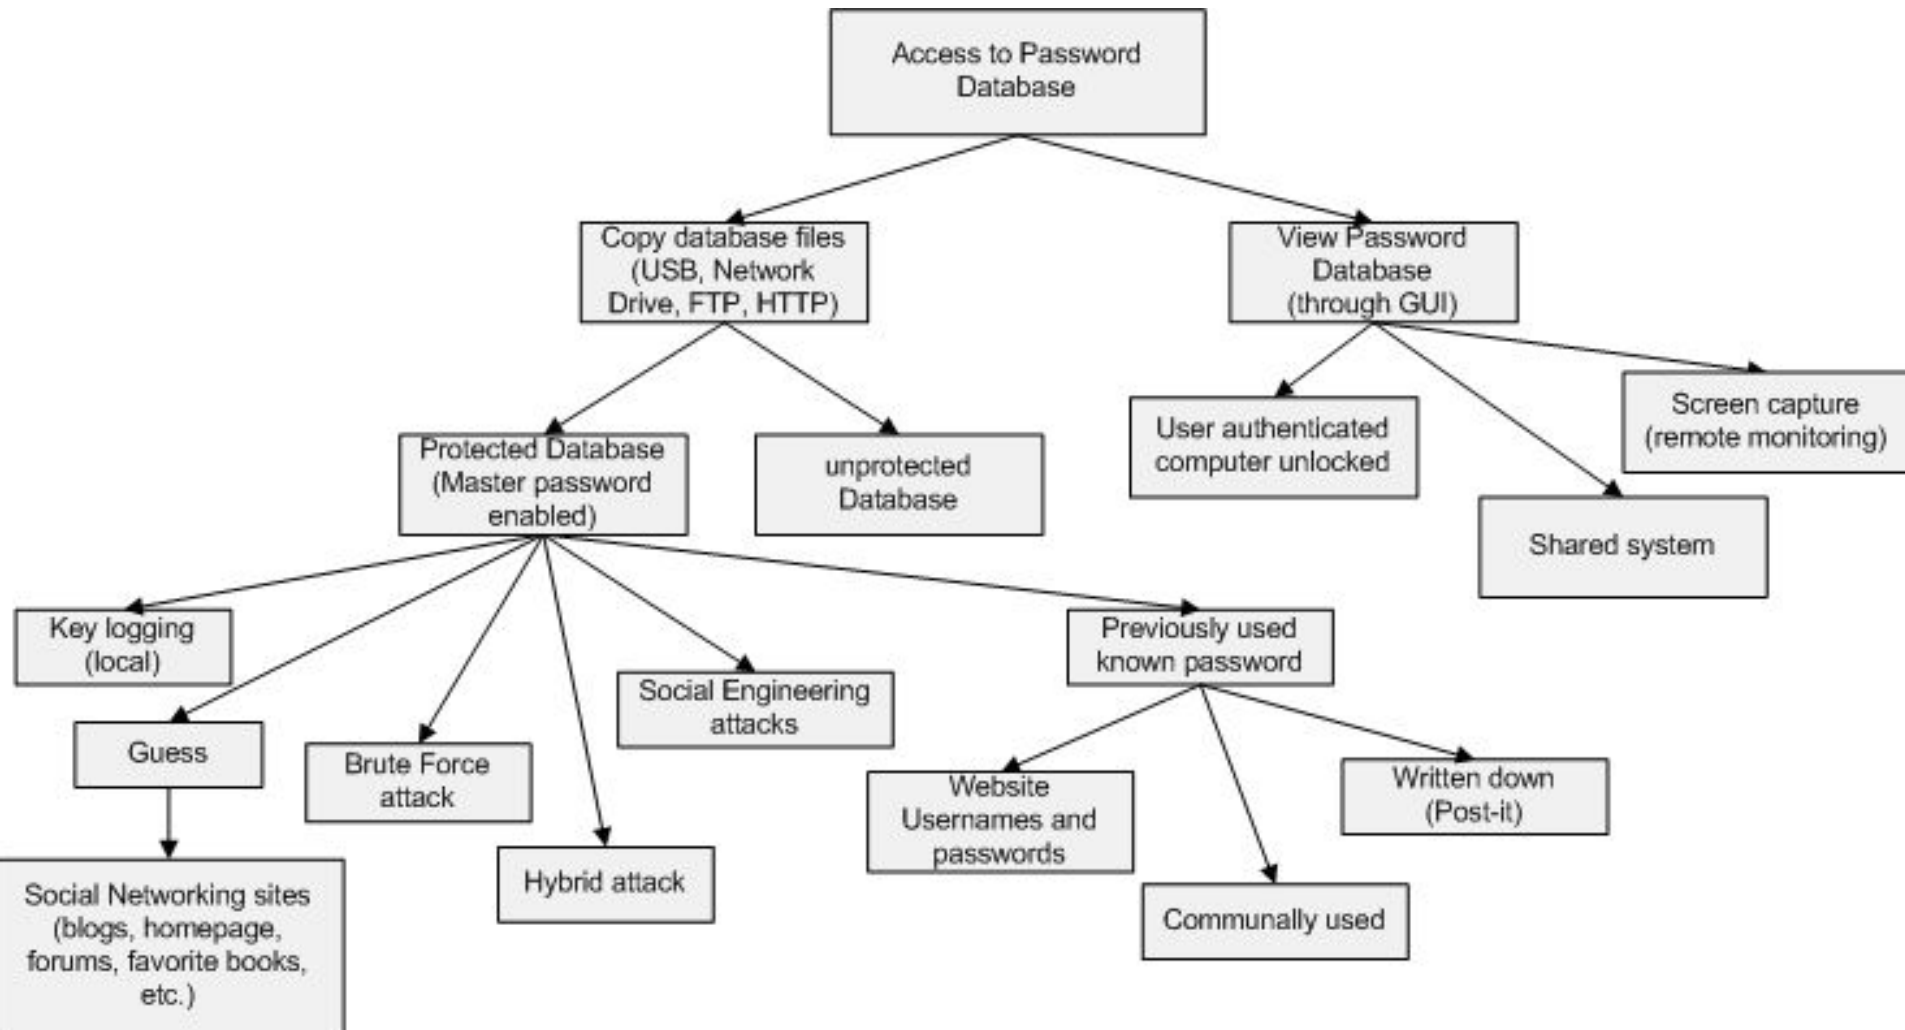 Access to Password
Database
Copy database files
(USB, Network
Drive, FTP, HTTP)
View Password
Database
(through GUI)
User authenticated
computer unlocked
Screen capture
(remote monitoring)
Protected Database
(Master password
enabled)
unprotected
Database
Shared system
Key logging
(local)
Previously used
known password
Social Engineering
attacks
Guess
Brute Force
attack
Website
Usernames and
passwords
Written down
(Post-it)
Hybrid attack
Communally used
Social Networking sites
(blogs, homepage,
forums, favorite books,
etc.)